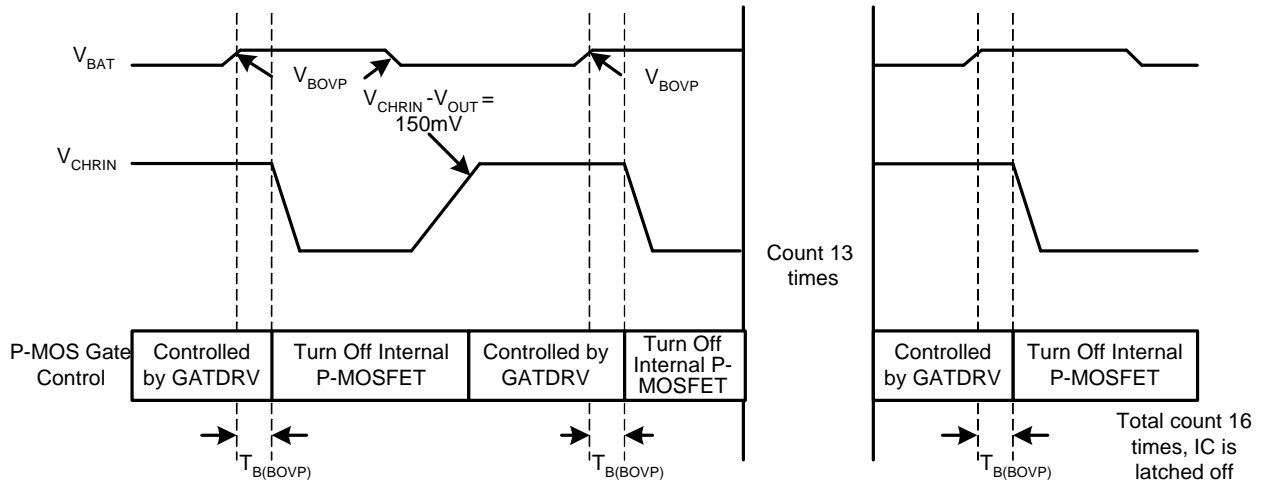 V_BAT
V_BOVP
V_CHRIN -V_OUT =
150mV
V_BOVP
V_CHRIN
Count 13
times
P-MOS Gate
Control
Controlled
by GATDRV
Turn Off Internal
P-MOSFET
Controlled by
GATDRV
Turn Off
Internal P-
MOSFET
Controlled
by GATDRV
Turn Off Internal
P-MOSFET
T_B(BOVP)
T_B(BOVP)
T_B(BOVP)
Total count 16
times, IC is
latched off